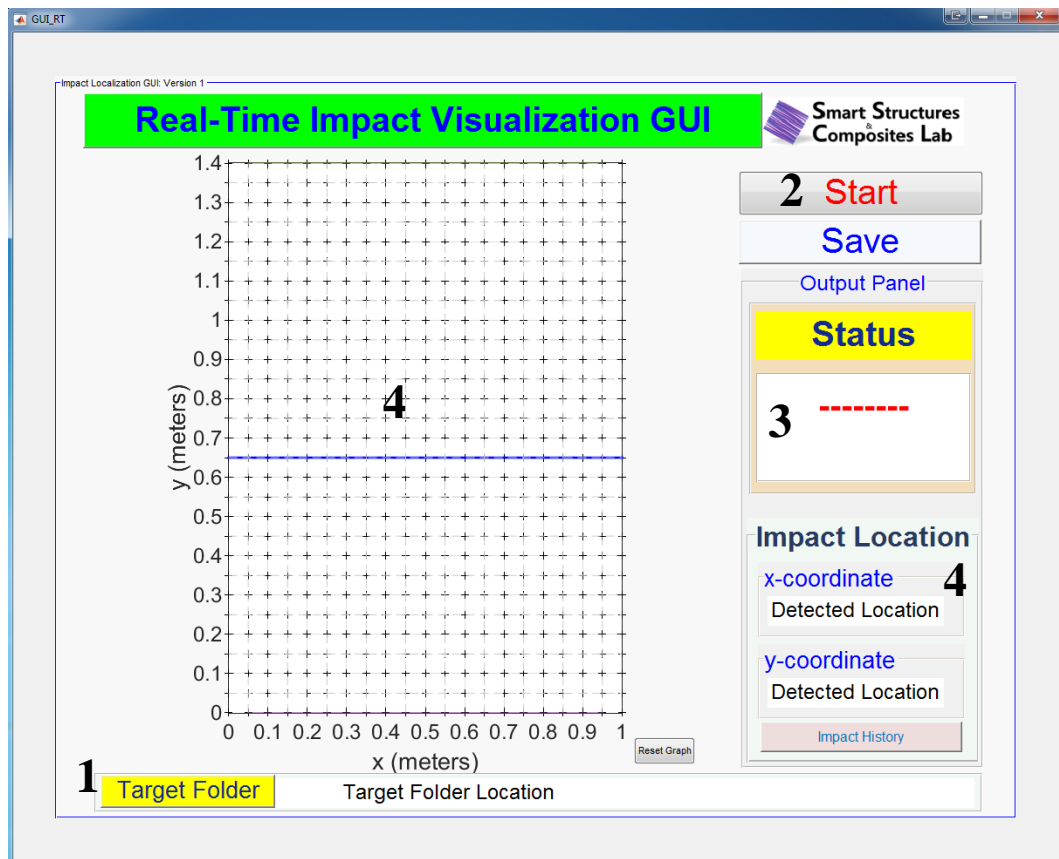 GUI_RT
Impact Localization GUI: Version 1
Real-Time Impact Visualization GUI
Smart Structures
&
Composites Lab
1.4
1.3
1.2
1.1
1
0.9
0.8
0.7
0.6
0.5
0.4
0.3
0.2
0.1
0
y (meters)
4
0 0.1 0.2 0.3 0.4 0.5 0.6 0.7 0.8 0.9 1
x (meters)
Reset Graph
2 Start
Save
Output Panel
Status
3 --------
Impact Location
x-coordinate 4
Detected Location
y-coordinate
Detected Location
Impact History
1 Target Folder Target Folder Location